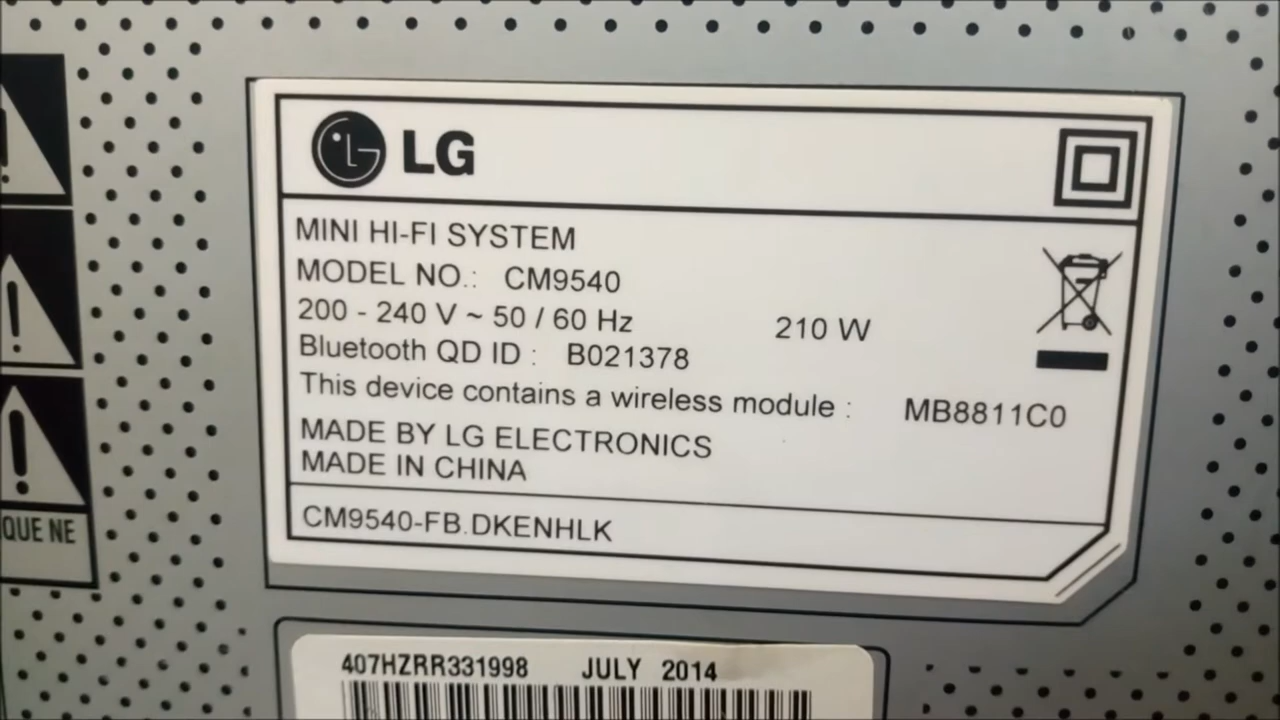 LG
MINI HI-FI SYSTEM
MODEL NO.: CM9540
200 - 240 V ~ 50 / 60 Hz 210 W
Bluetooth QD ID : B021378
This device contains a wireless module : MB8811C0
MADE BY LG ELECTRONICS
MADE IN CHINA
CM9540-FB.DKENHLK
QUE NE
407HZRR331998 JULY 2014